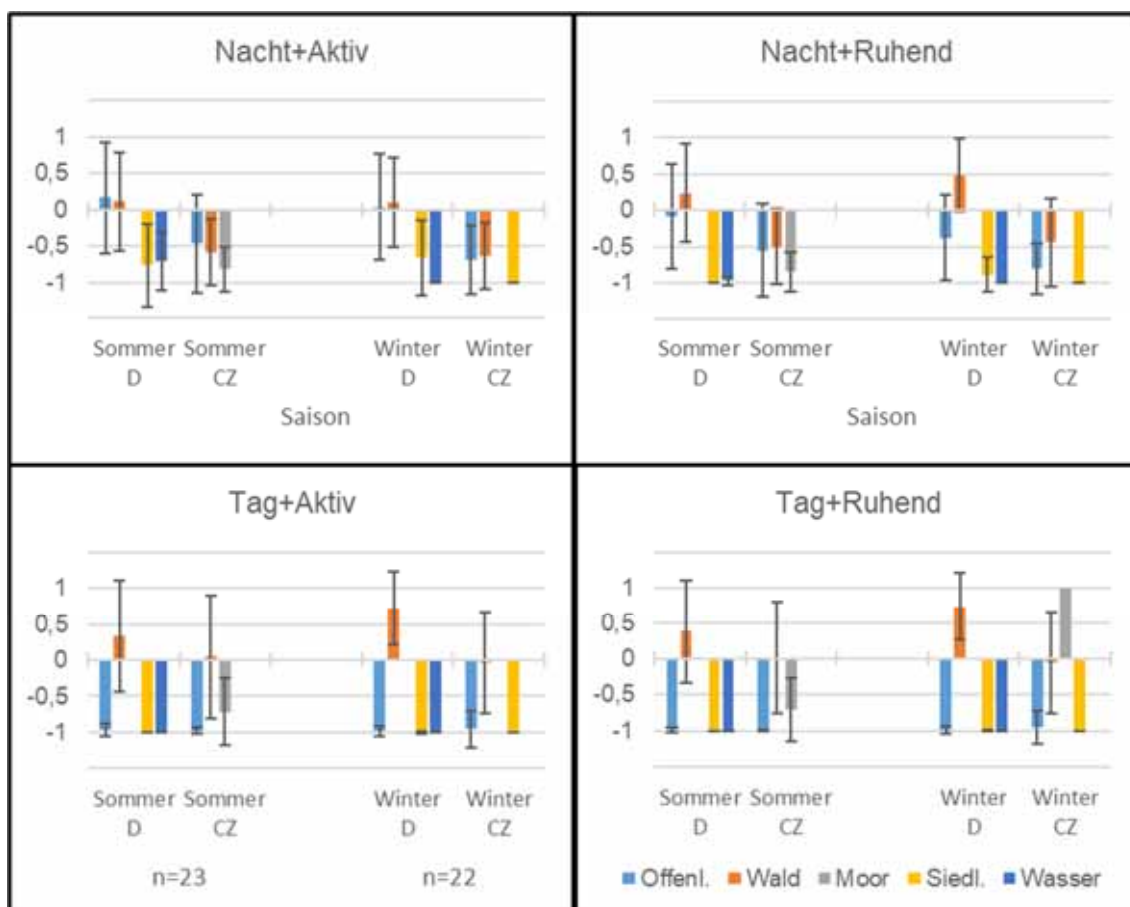 Nacht+Aktiv
1
0,5
0
-0,5
-1
Sommer Sommer Winter Winter
D CZ D CZ
Saison
Nacht+Ruhend
1
0,5
0
-0,5
-1
Sommer Sommer Winter Winter
D CZ D CZ
Saison
Tag+Aktiv
1
0,5
0
-0,5
-1
Sommer Sommer Winter Winter
D CZ D CZ
n=23 n=22
Tag+Ruhend
1
0,5
0
-0,5
-1
Sommer Sommer Winter Winter
D CZ D CZ
Offenl. Wald Moor Siedl. Wasser